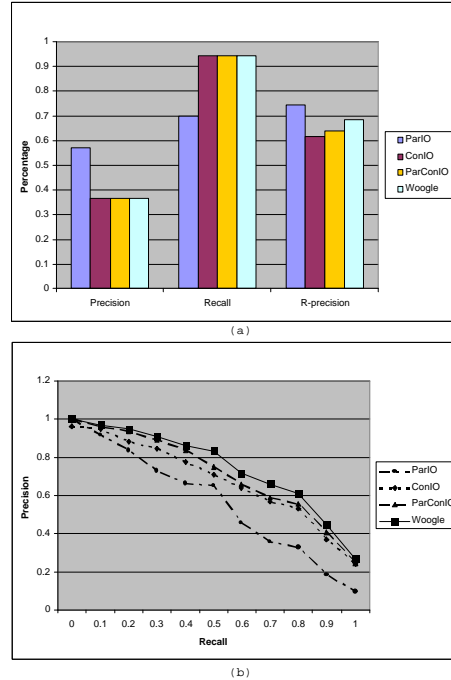 1
0.9
0.8
0.7
0.6
0.5
0.4
0.3
0.2
0.1
0
Percentage
Precision Recall R-precision
ParIO
ConIO
ParConIO
Woogle
(a)
1.2
1
0.8
0.6
0.4
0.2
0
Precision
0 0.1 0.2 0.3 0.4 0.5 0.6 0.7 0.8 0.9 1
Recall
ParIO
ConIO
ParConIO
Woogle
(b)